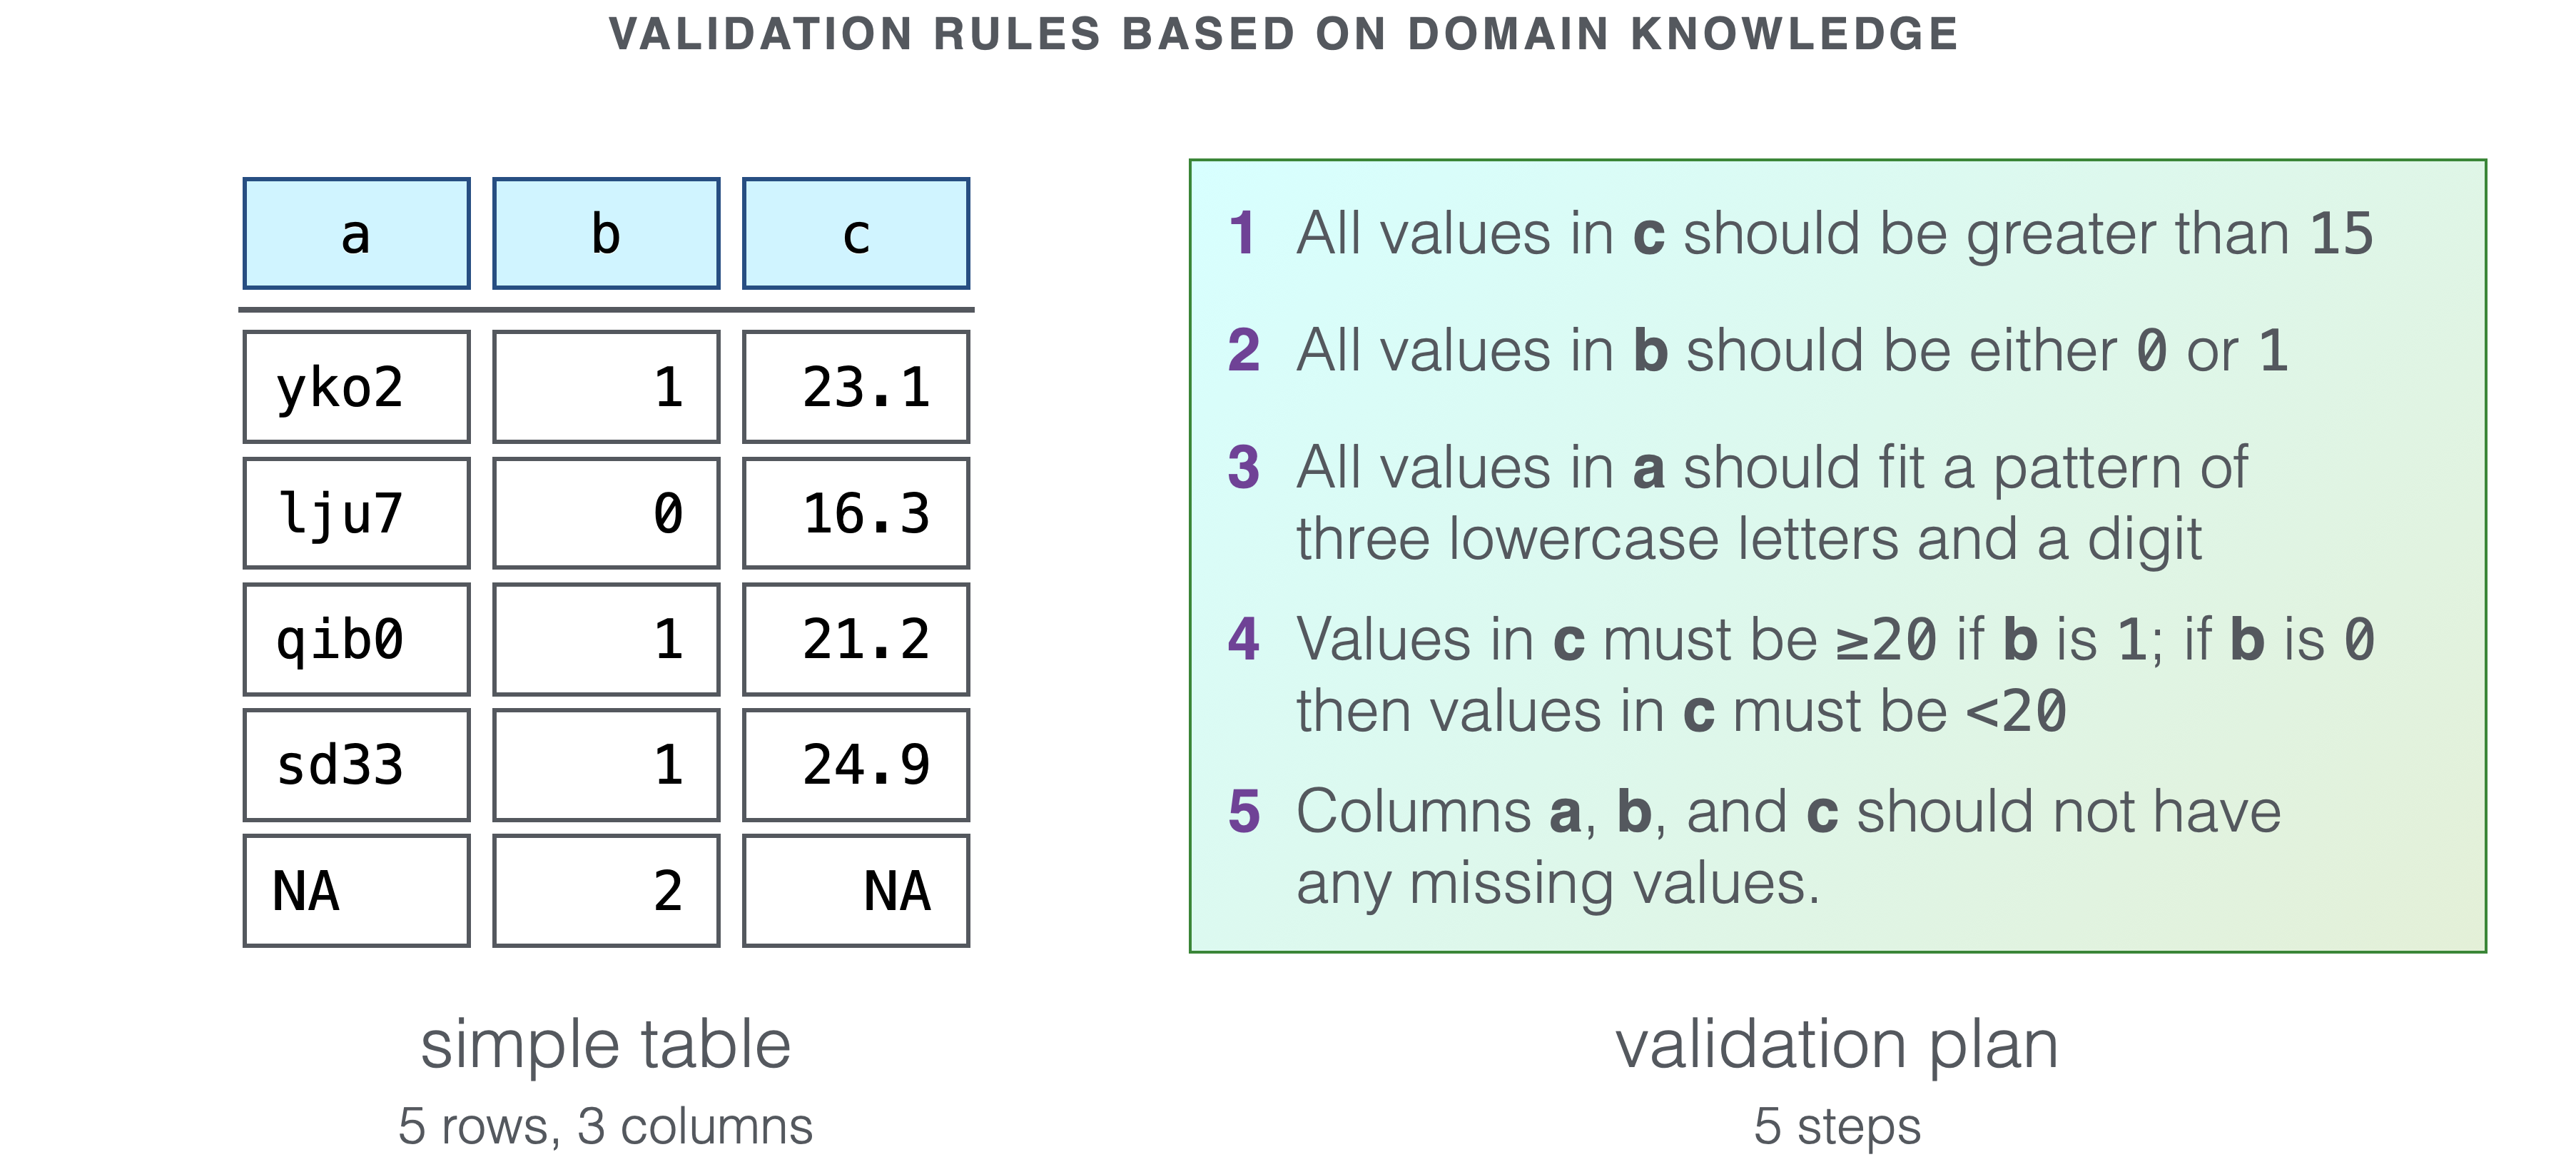 VALIDATION RULES BASED ON DOMAIN KNOWLEDGE
a b c
yko2 1 23.1
lju7 0 16.3
qib0 1 21.2
sd33 1 24.9
NA 2 NA
simple table
5 rows, 3 columns
1 All values in c should be greater than 15
2 All values in b should be either 0 or 1
3 All values in a should fit a pattern of
three lowercase letters and a digit
4 Values in c must be ≥20 if b is 1; if b is 0
then values in c must be <20
5 Columns a, b, and c should not have
any missing values.
validation plan
5 steps